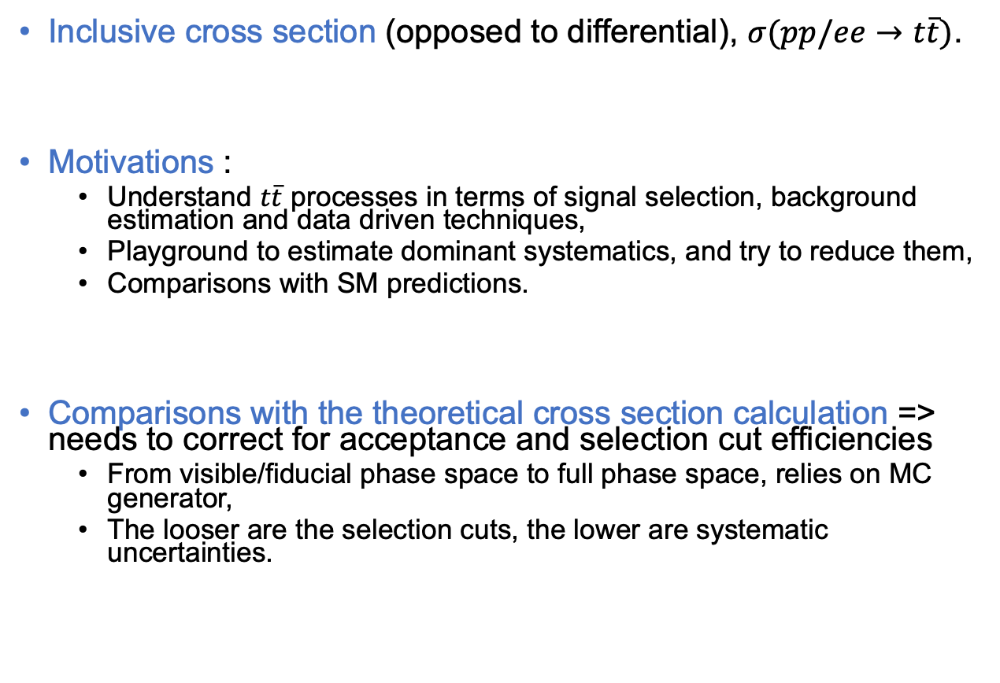 • Inclusive cross section (opposed to differential), σ(pp/ee → tt̄).
• Motivations :
• Understand tt̄ processes in terms of signal selection, background
estimation and data driven techniques,
• Playground to estimate dominant systematics, and try to reduce them,
• Comparisons with SM predictions.
• Comparisons with the theoretical cross section calculation =>
needs to correct for acceptance and selection cut efficiencies
• From visible/fiducial phase space to full phase space, relies on MC
generator,
• The looser are the selection cuts, the lower are systematic
uncertainties.